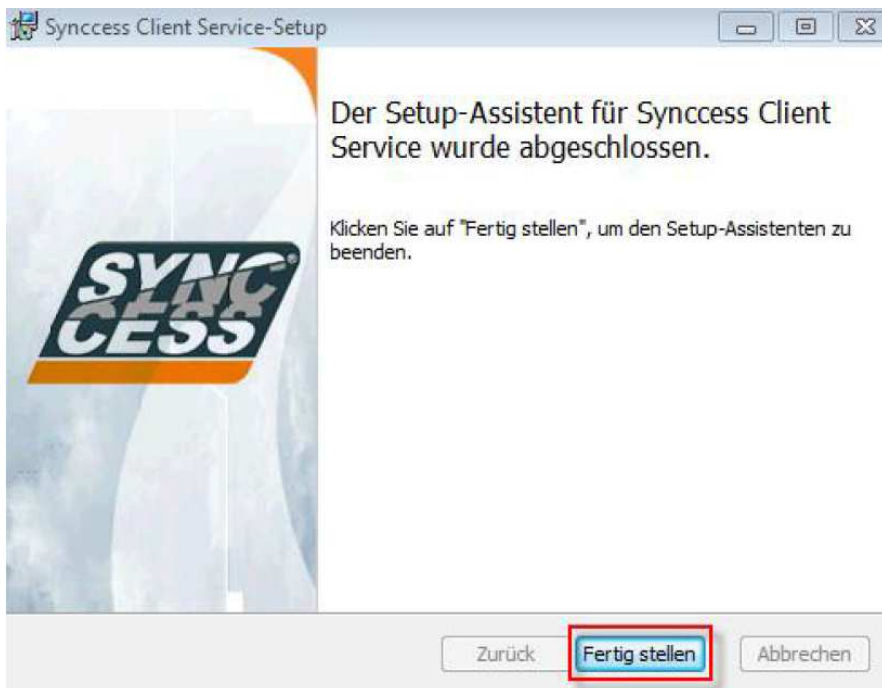 Synccess Client Service-Setup
Der Setup-Assistent für Synccess Client
Service wurde abgeschlossen.
Klicken Sie auf "Fertig stellen", um den Setup-Assistenten zu
beenden.
SYNC
CESS
Zurück
Fertig stellen
Abbrechen